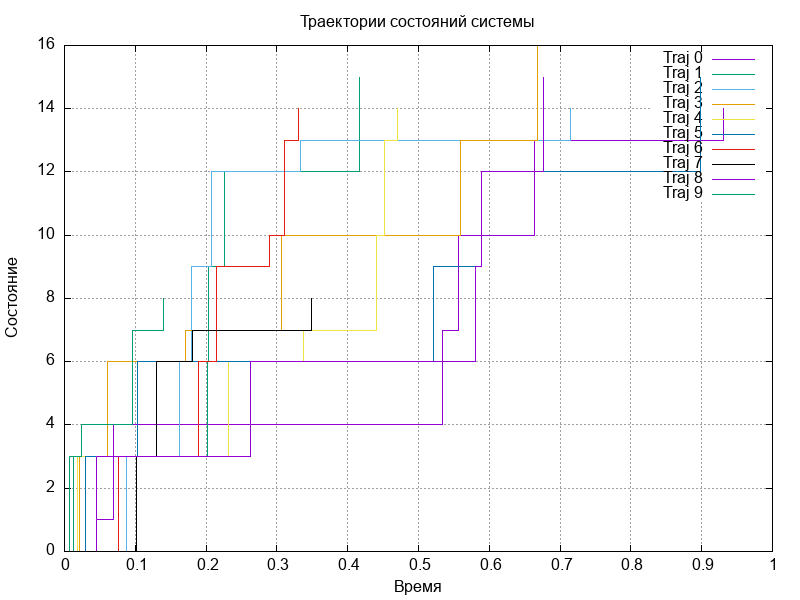 Траектории состояний системы
16
14
12
10
8
6
4
2
0
Состояние
Traj 0
Traj 1
Traj 2
Traj 3
Traj 4
Traj 5
Traj 6
Traj 7
Traj 8
Traj 9
0 0.1 0.2 0.3 0.4 0.5 0.6 0.7 0.8 0.9 1
Время